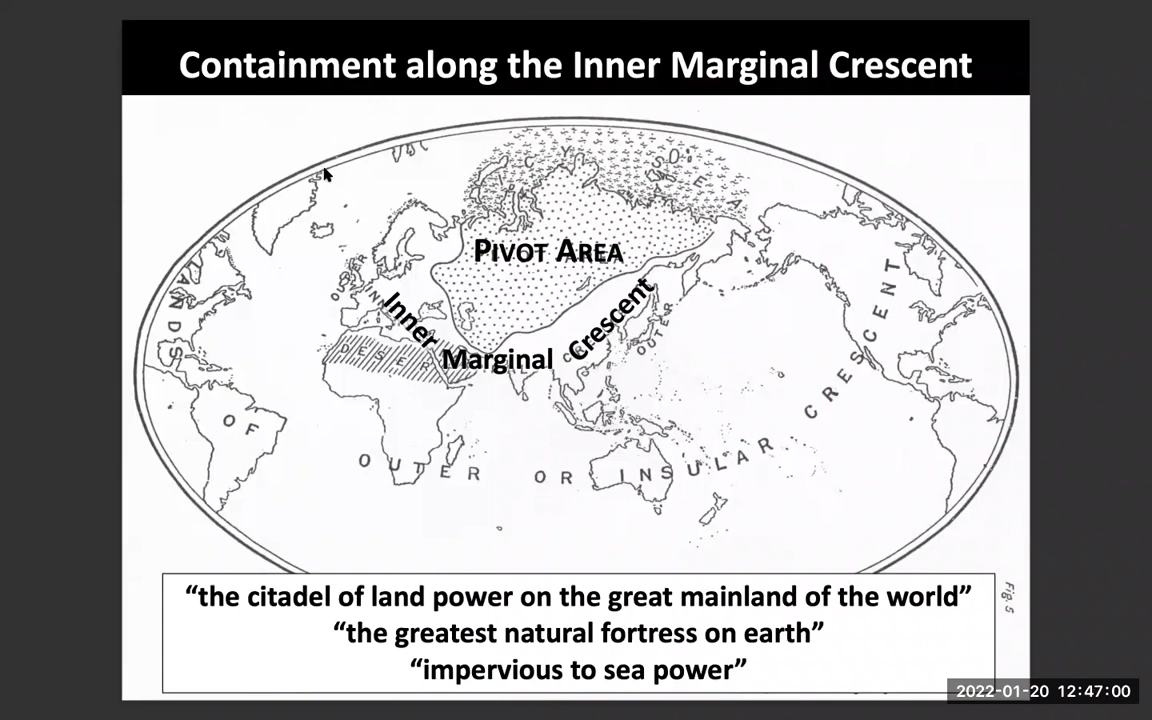 Containment along the Inner Marginal Crescent
ICY SEA
PIVOT AREA
Inner
Marginal
Crescent
DESERT
LANDS
OF
OUTER OR INSULAR CRESCENT
OUTER
Fig. 5
“the citadel of land power on the great mainland of the world”
“the greatest natural fortress on earth”
“impervious to sea power”
2022-01-20 12:47:00